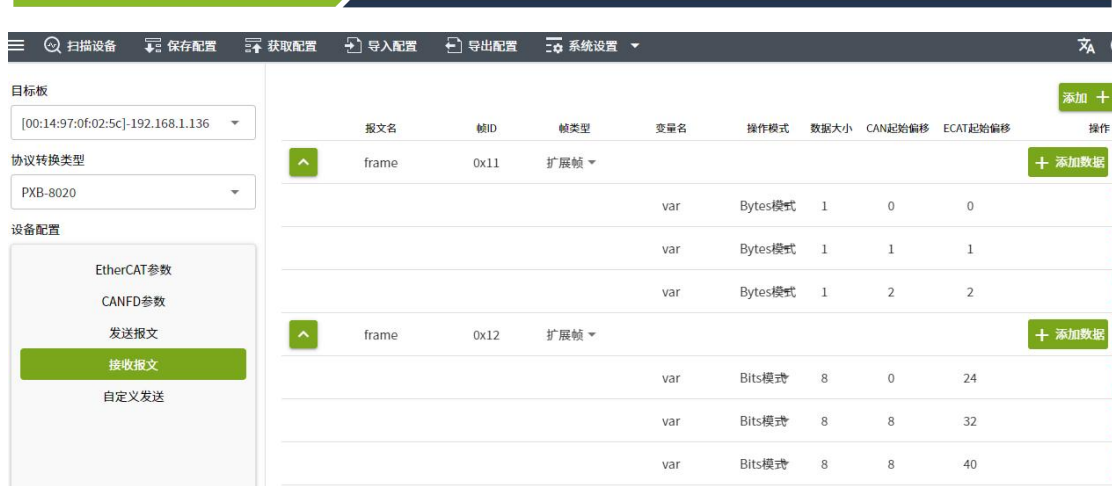 扫描设备 保存配置 获取配置 导入配置 导出配置 系统设置
目标板
添加 +
[00:14:97:0f:02:5c]-192.168.1.136
报文名 帧ID 帧类型 变量名 操作模式 数据大小 CAN起始偏移 ECAT起始偏移 操作
协议转换类型
frame 0x11 扩展帧 + 添加数据
PXB-8020
var Bytes模式 1 0 0
设备配置
var Bytes模式 1 1 1
EtherCAT参数
var Bytes模式 1 2 2
CANFD参数
发送报文
frame 0x12 扩展帧 + 添加数据
接收报文
var Bits模式 8 0 24
自定义发送
var Bits模式 8 8 32
var Bits模式 8 8 40